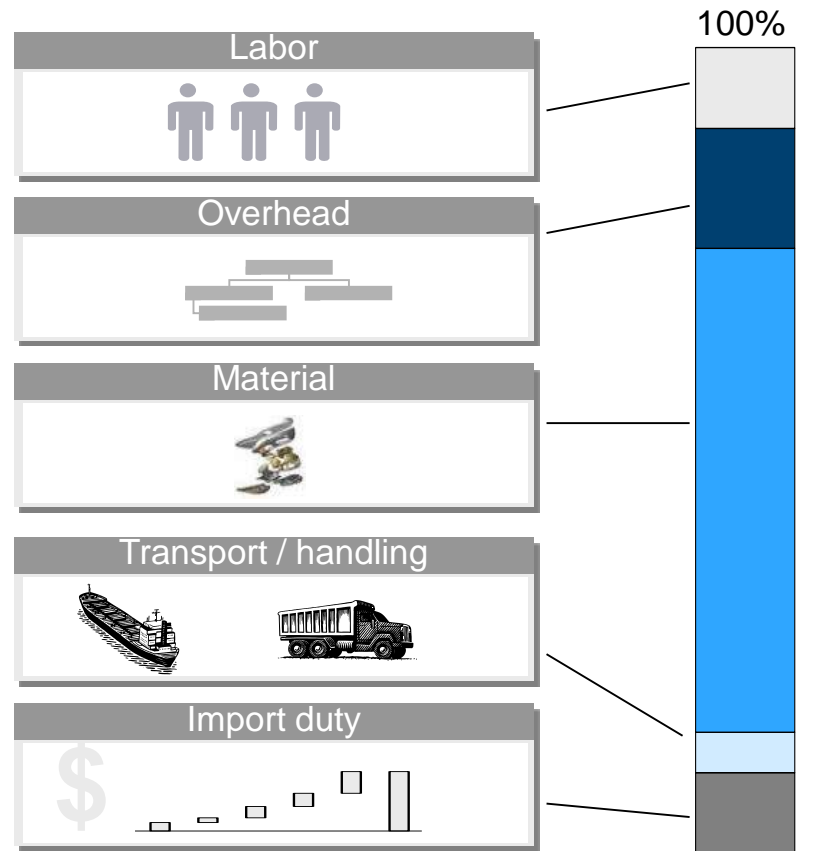 100%
Labor
Overhead
Material
Transport / handling
Import duty
$